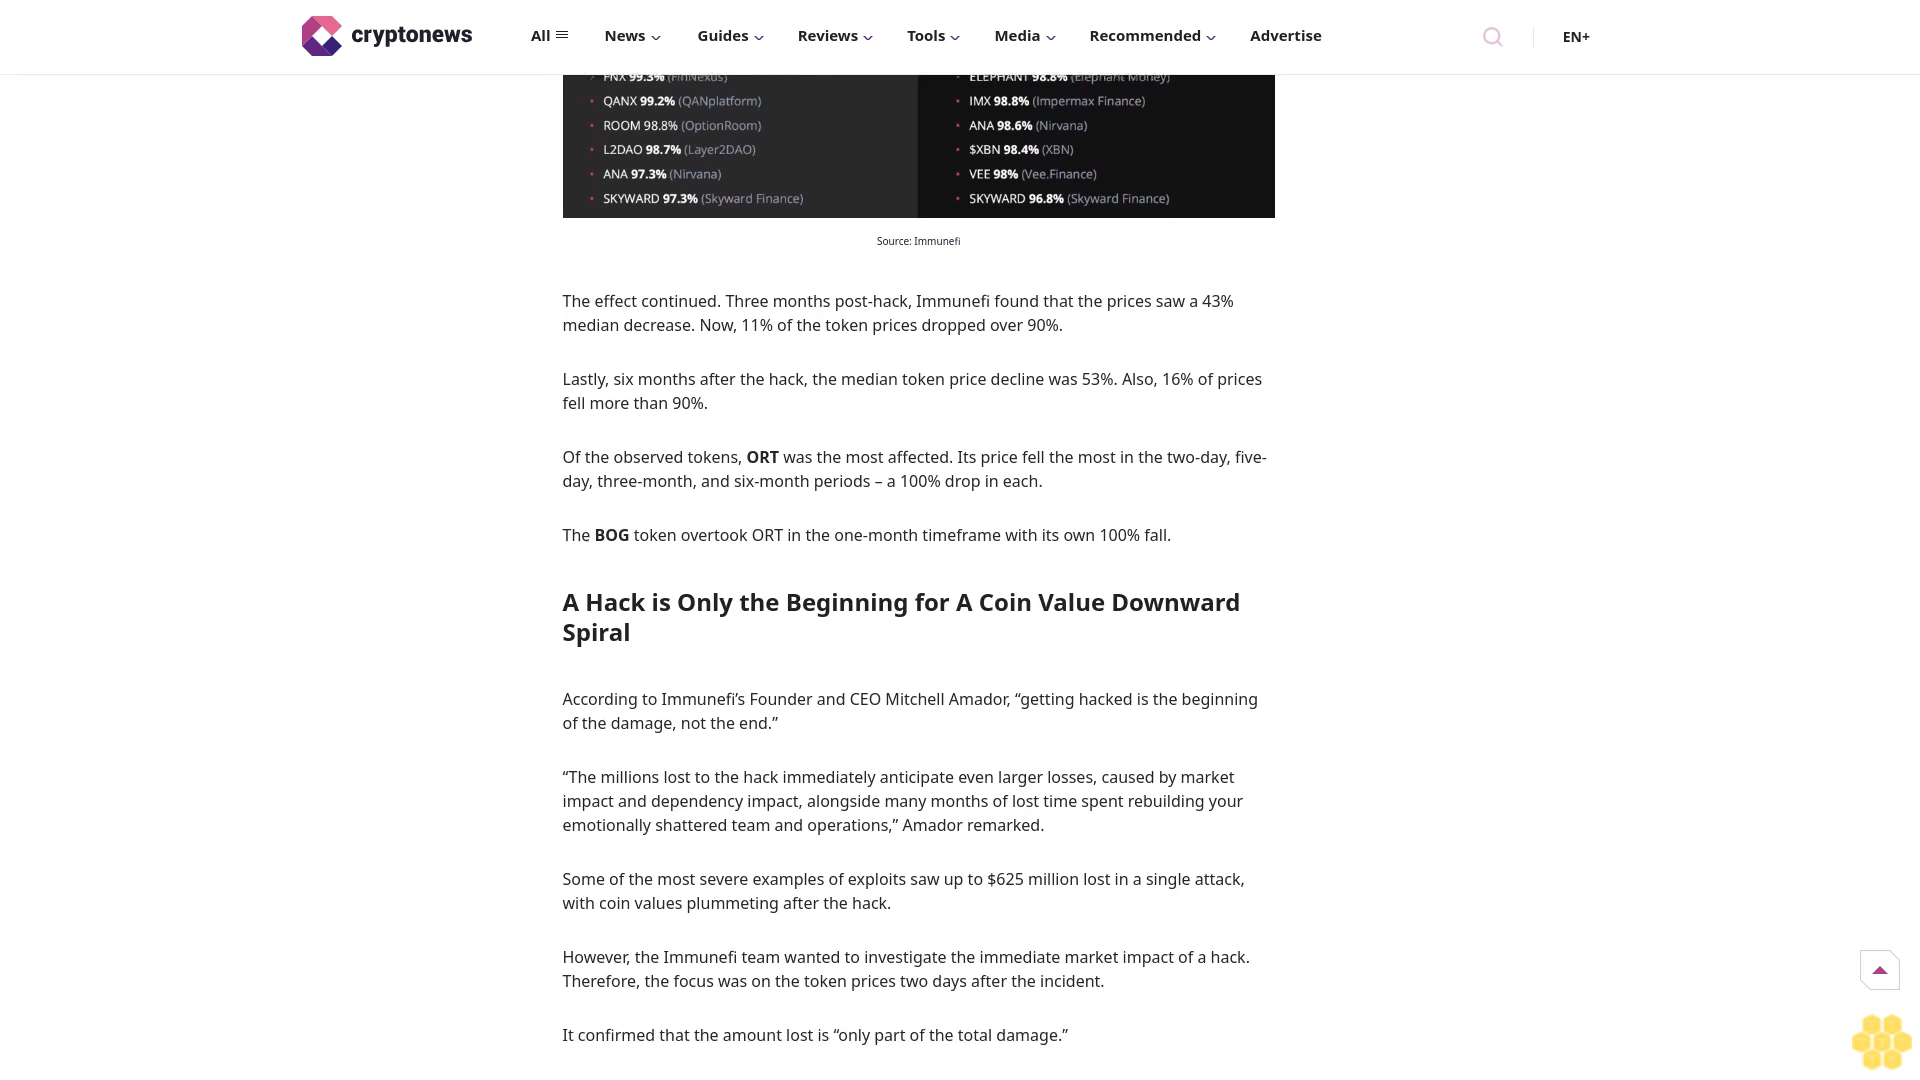 cryptonews
All
News
Guides
Reviews
Tools
Media
Recommended
Advertise
EN+
FNX 99.3% (FinNexus)
QANX 99.2% (QANplatform)
ROOM 98.8% (OptionRoom)
L2DAO 98.7% (Layer2DAO)
ANA 97.3% (Nirvana)
SKYWARD 97.3% (Skyward Finance)
ELEPHANT 98.8% (Elephant Money)
IMX 98.8% (Impermax Finance)
ANA 98.6% (Nirvana)
$XBN 98.4% (XBN)
VEE 98% (Vee.Finance)
SKYWARD 96.8% (Skyward Finance)
Source: Immunefi
The effect continued. Three months post-hack, Immunefi found that the prices saw a 43%
median decrease. Now, 11% of the token prices dropped over 90%.
Lastly, six months after the hack, the median token price decline was 53%. Also, 16% of prices
fell more than 90%.
Of the observed tokens, ORT was the most affected. Its price fell the most in the two-day, five-
day, three-month, and six-month periods – a 100% drop in each.
The BOG token overtook ORT in the one-month timeframe with its own 100% fall.
A Hack is Only the Beginning for A Coin Value Downward
Spiral
According to Immunefi’s Founder and CEO Mitchell Amador, “getting hacked is the beginning
of the damage, not the end.”
“The millions lost to the hack immediately anticipate even larger losses, caused by market
impact and dependency impact, alongside many months of lost time spent rebuilding your
emotionally shattered team and operations,” Amador remarked.
Some of the most severe examples of exploits saw up to $625 million lost in a single attack,
with coin values plummeting after the hack.
However, the Immunefi team wanted to investigate the immediate market impact of a hack.
Therefore, the focus was on the token prices two days after the incident.
It confirmed that the amount lost is “only part of the total damage.”